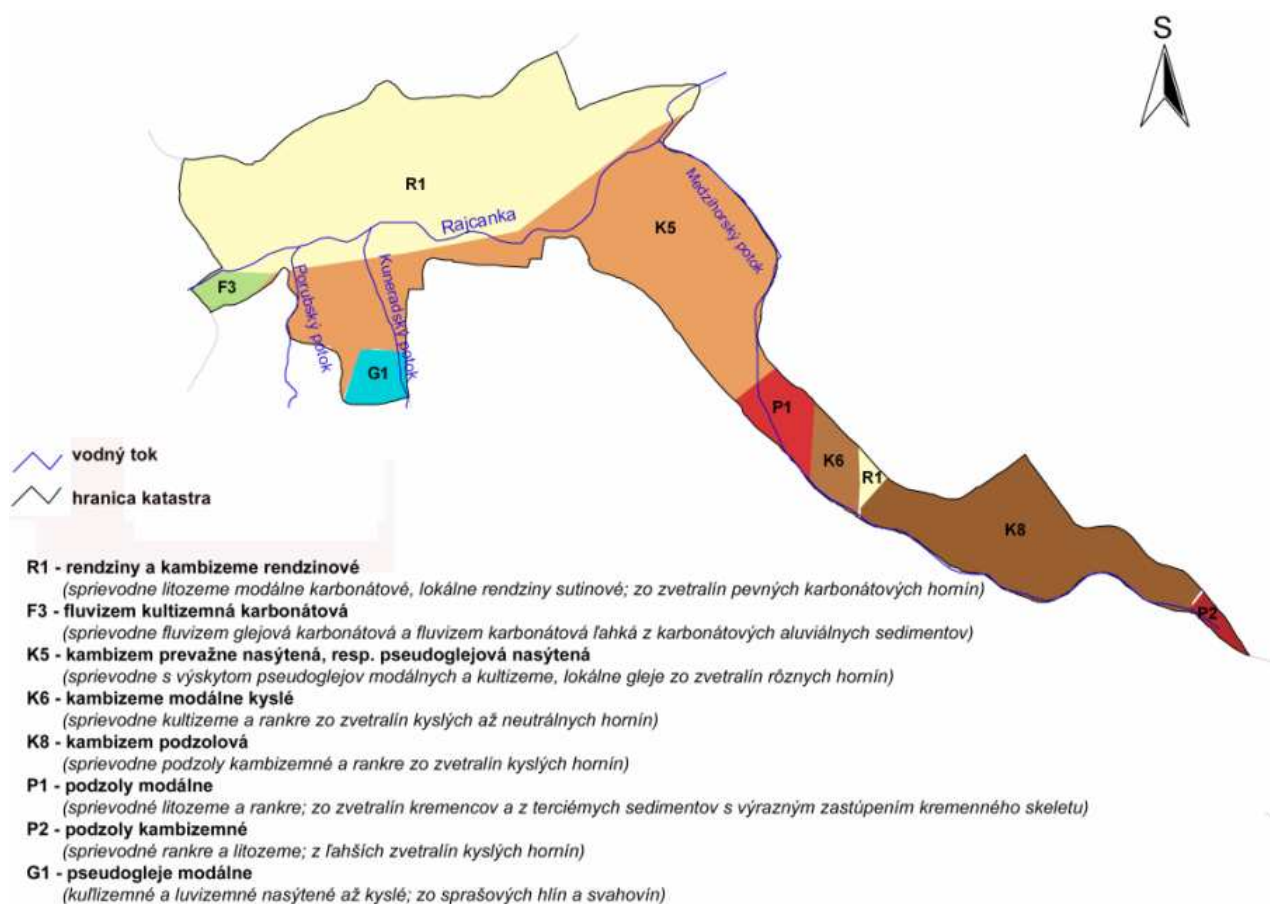 S
R1
Rajcanka
Medzihorský potok
K5
F3
Porubský potok
Kuneradský potok
G1
P1
K6
R1
K8
P2
vodný tok
hranica katastra
R1 - rendziny a kambizeme rendzinové
(sprievodne litozeme modálne karbonátové, lokálne rendziny sutinové; zo zvetralín pevných karbonátových hornín)
F3 - fluvizem kultizemná karbonátová
(sprievodne fluvizem glejová karbonátová a fluvizem karbonátová ľahká z karbonátových aluviálnych sedimentov)
K5 - kambizem prevažne nasýtená, resp. pseudoglejová nasýtená
(sprievodne s výskytom pseudoglejov modálnych a kultizeme, lokálne gleje zo zvetralín rôznych hornín)
K6 - kambizeme modálne kyslé
(sprievodne kultizeme a rankre zo zvetralín kyslých až neutrálnych hornín)
K8 - kambizem podzolová
(sprievodne podzoly kambizemné a rankre zo zvetralín kyslých hornín)
P1 - podzoly modálne
(sprievodné litozeme a rankre; zo zvetralín kremencov a z terciérnych sedimentov s výrazným zastúpením kremenného skeletu)
P2 - podzoly kambizemné
(sprievodné rankre a litozeme; z ľahších zvetralín kyslých hornín)
G1 - pseudogleje modálne
(kuľlizemné a luvizemné nasýtené až kyslé; zo sprašových hlín a svahovín)